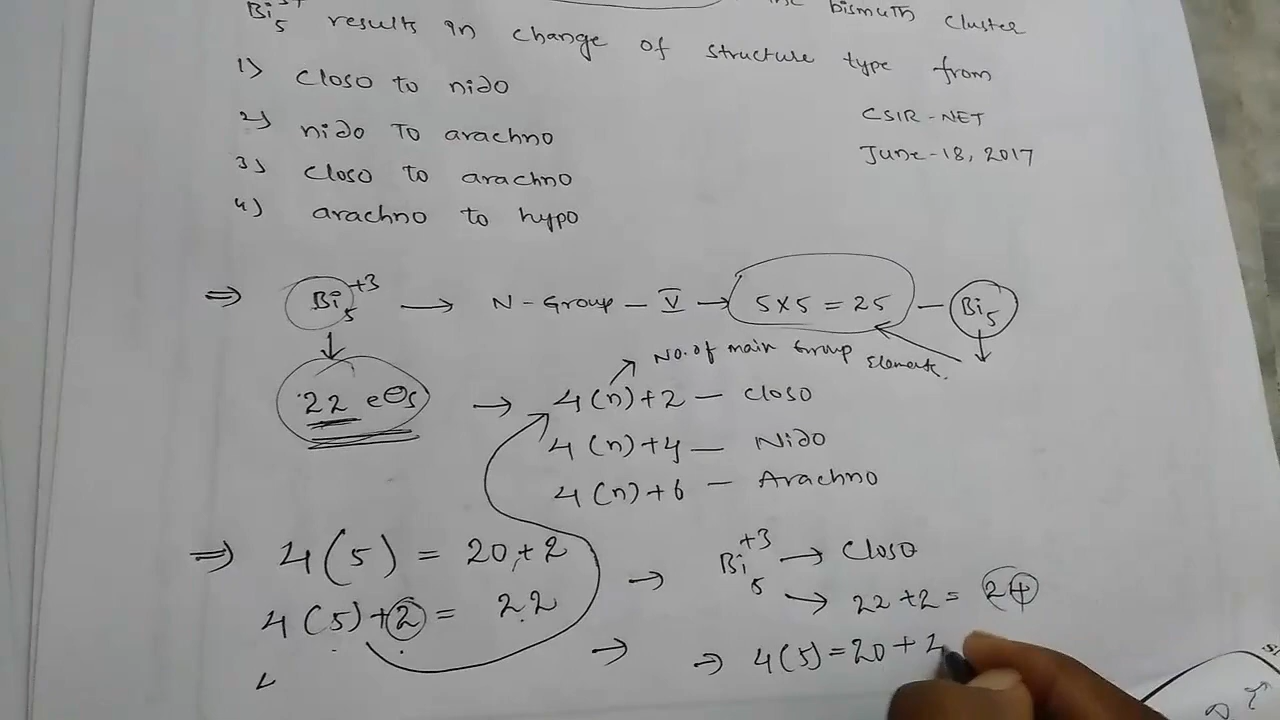 Bi₅³⁺ results in change of structure type from
the bismuth cluster
1) closo to nido
2) nido To arachno
3) closo to arachno
4) arachno to hypo
CSIR-NET
June-18, 2017
⇒ Bi₅⁺³ → N-Group-V → 5×5=25 - Bi₅
No. of main Group Element.
22 e⊖s → 4(n)+2 - closo
4(n)+4 - Nido
4(n)+6 - Arachno
⇒ 4(5) = 20+2
4(5)+2 = 22
→ Bi₅⁺³ → Closo
→ 22+2 = 24
→ ⇒ 4(5)=20+